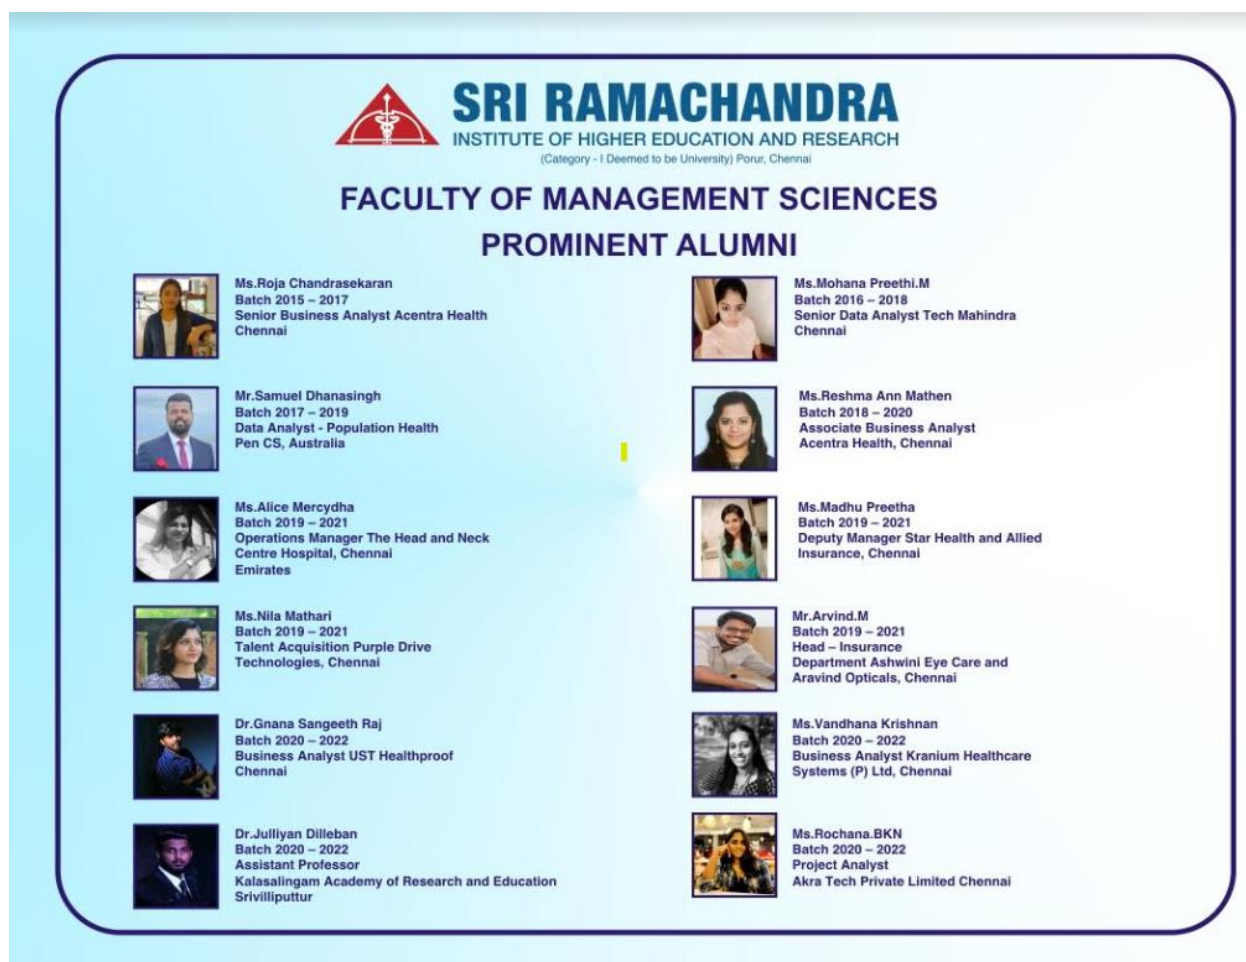 SRI RAMACHANDRA
INSTITUTE OF HIGHER EDUCATION AND RESEARCH
(Category - I Deemed to be University) Porur, Chennai
FACULTY OF MANAGEMENT SCIENCES
PROMINENT ALUMNI
Ms.Roja Chandrasekaran
Batch 2015 – 2017
Senior Business Analyst Acentra Health
Chennai
Ms.Mohana Preethi.M
Batch 2016 – 2018
Senior Data Analyst Tech Mahindra
Chennai
Mr.Samuel Dhanasingh
Batch 2017 – 2019
Data Analyst - Population Health
Pen CS, Australia
Ms.Reshma Ann Mathen
Batch 2018 – 2020
Associate Business Analyst
Acentra Health, Chennai
Ms.Alice Mercydha
Batch 2019 – 2021
Operations Manager The Head and Neck
Centre Hospital, Chennai
Emirates
Ms.Madhu Preetha
Batch 2019 – 2021
Deputy Manager Star Health and Allied
Insurance, Chennai
Ms.Nila Mathari
Batch 2019 – 2021
Talent Acquisition Purple Drive
Technologies, Chennai
Mr.Arvind.M
Batch 2019 – 2021
Head – Insurance
Department Ashwini Eye Care and
Aravind Opticals, Chennai
Dr.Gnana Sangeeth Raj
Batch 2020 – 2022
Business Analyst UST Healthproof
Chennai
Ms.Vandhana Krishnan
Batch 2020 – 2022
Business Analyst Kranium Healthcare
Systems (P) Ltd, Chennai
Dr.Julliyan Dilleban
Batch 2020 – 2022
Assistant Professor
Kalasalingam Academy of Research and Education
Srivilliputtur
Ms.Rochana.BKN
Batch 2020 – 2022
Project Analyst
Akra Tech Private Limited Chennai